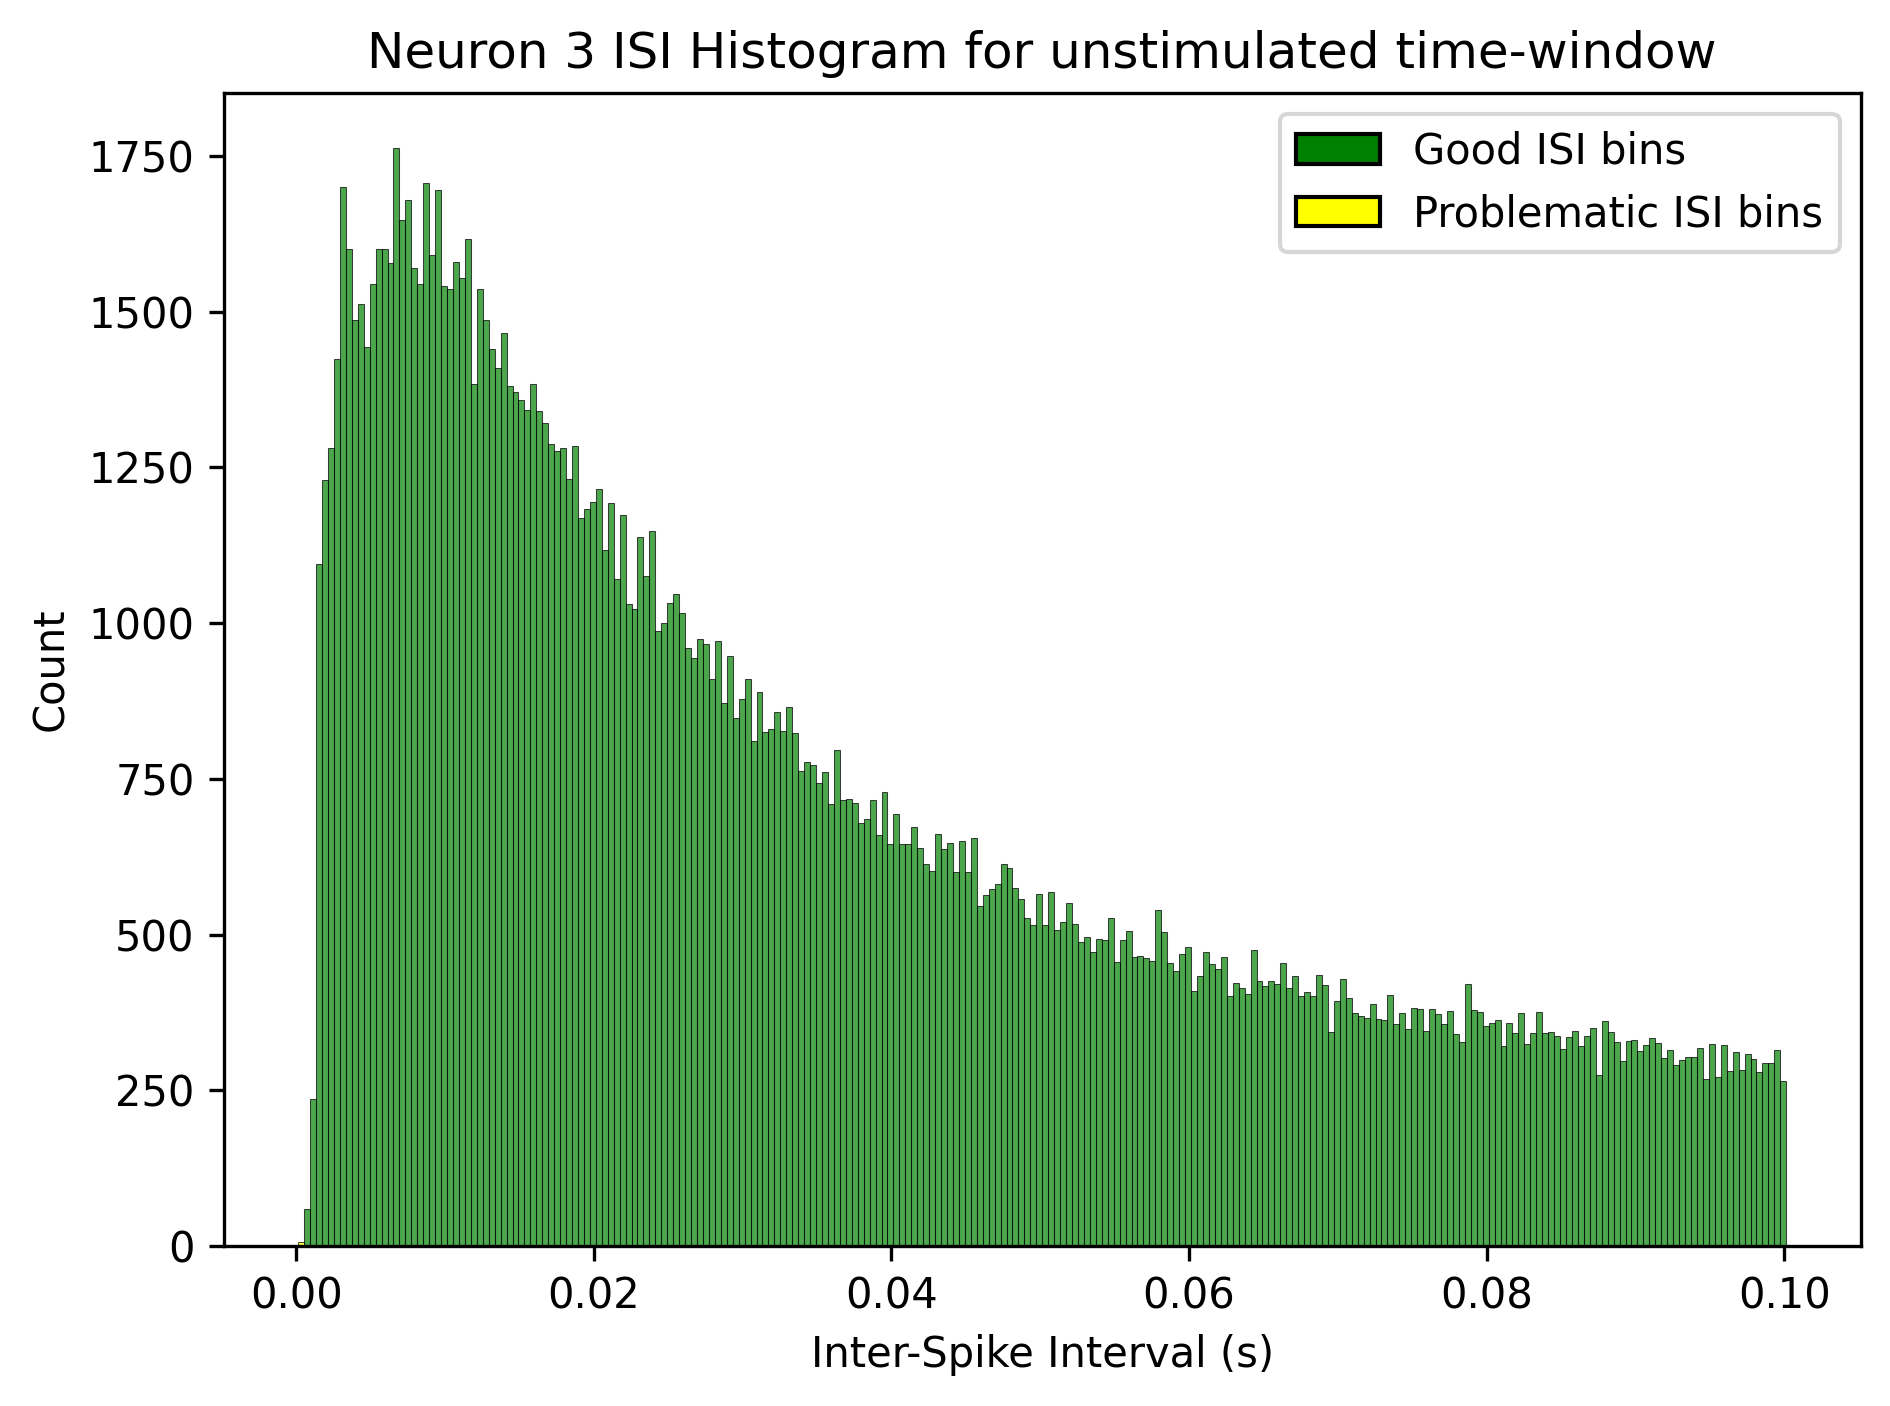 Neuron 3 ISI Histogram for unstimulated time-window
Good ISI bins
Problematic ISI bins
1750
1500
1250
1000
750
500
250
0
Count
0.00 0.02 0.04 0.06 0.08 0.10
Inter-Spike Interval (s)